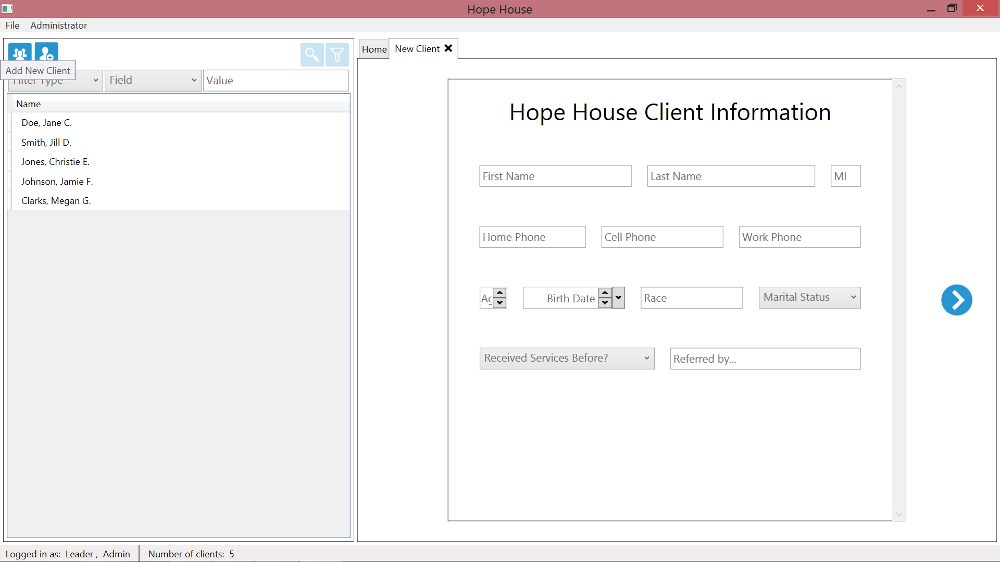 Hope House
File Administrator
Add New Client
Filter Type Field Value
Name
Doe, Jane C.
Smith, Jill D.
Jones, Christie E.
Johnson, Jamie F.
Clarks, Megan G.
Home New Client
Hope House Client Information
First Name Last Name MI
Home Phone Cell Phone Work Phone
Birth Date Race Marital Status
Received Services Before? Referred by...
Logged in as: Leader , Admin Number of clients: 5